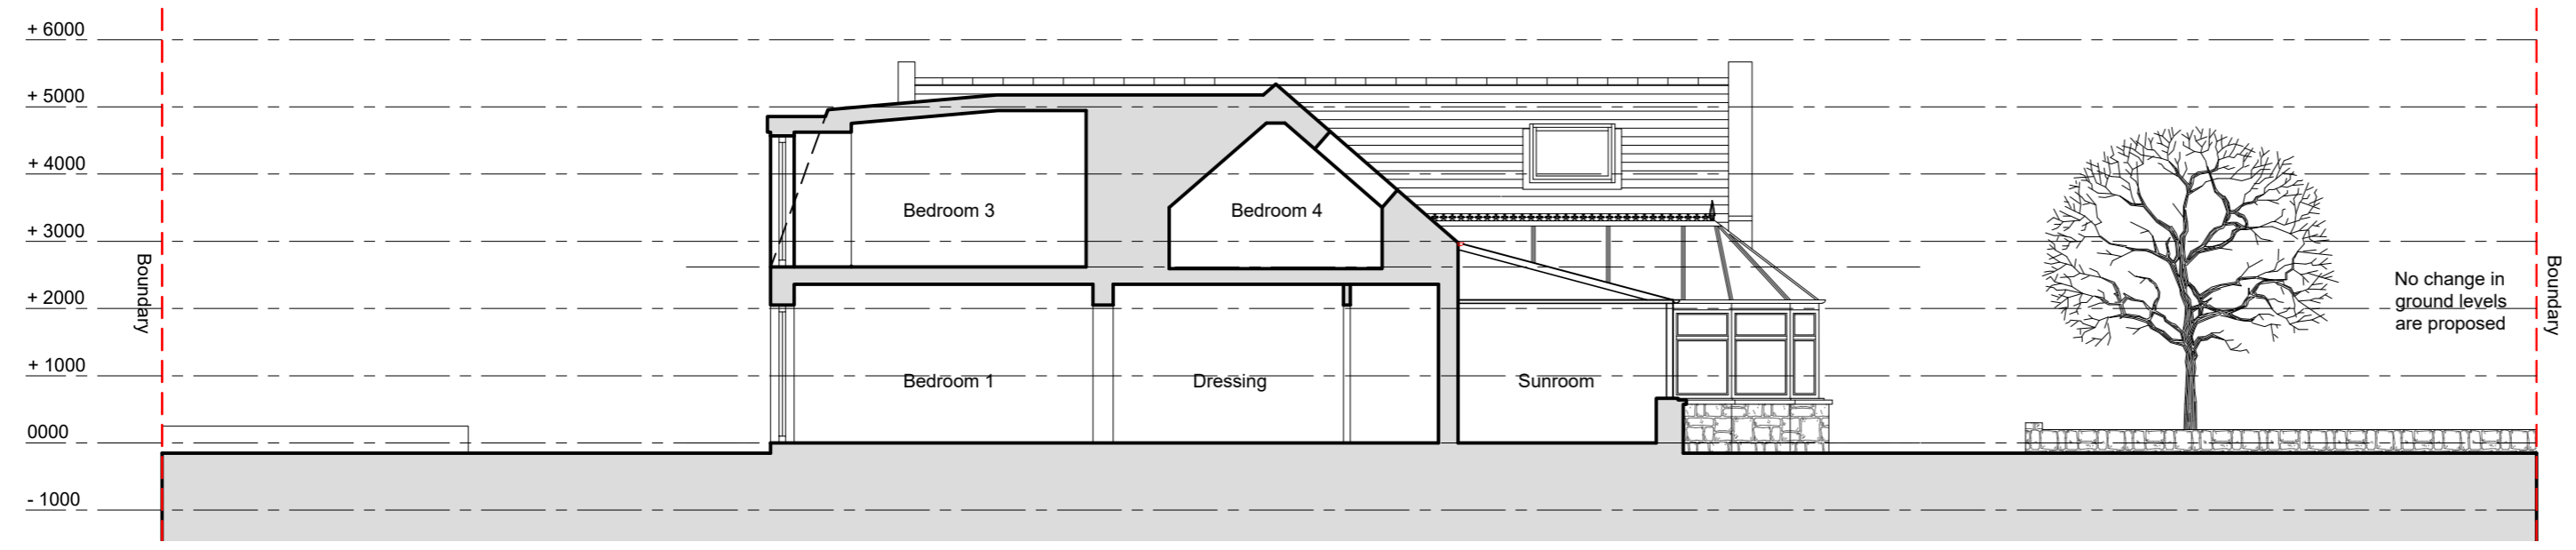 + 6000
+ 5000
+ 4000
+ 3000
+ 2000
+ 1000
0000
- 1000
Boundary
Bedroom 3
Bedroom 4
Bedroom 1
Dressing
Sunroom
No change in
ground levels
are proposed
Boundary